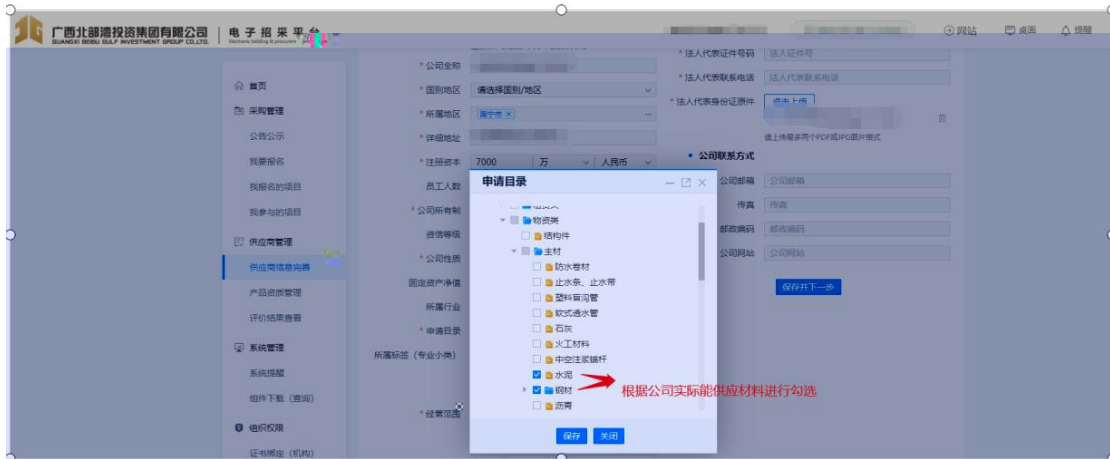 广西北部湾投资集团有限公司
GUANGXI BEIBU GULF INVESTMENT GROUP CO.,LTD.
电子招采平台
网站
桌面
提醒
首页
采购管理
公告公示
我要报名
我报名的项目
我参与的项目
供应商管理
供应商信息完善
产品资质管理
评价结果查看
系统管理
系统提醒
组件下载（查询）
组织权限
证书绑定（机构）
* 公司全称
* 国别地区 请选择国别/地区
* 所属地区 南宁市 ×
* 详细地址
* 注册资本 7000 万 人民币
员工人数
* 公司所有制
资信等级
* 公司性质
固定资产净值
所属行业
* 申请目录
所属标签（专业小类）
* 经营范围
* 法人代表证件号码 法人证件号
* 法人代表联系电话 法人代表联系电话
* 法人代表身份证原件 点击上传
请上传最多两个PDF或JPG图片格式
公司联系方式
公司邮箱 公司邮箱
传真 传真
邮政编码 邮政编码
公司网站 公司网站
保存并下一步
申请目录
物资类
结构件
主材
防水卷材
止水条、止水带
塑料盲沟管
软式透水管
石灰
火工材料
中空注浆锚杆
水泥
钢材
沥青
根据公司实际能供应材料进行勾选
保存
关闭